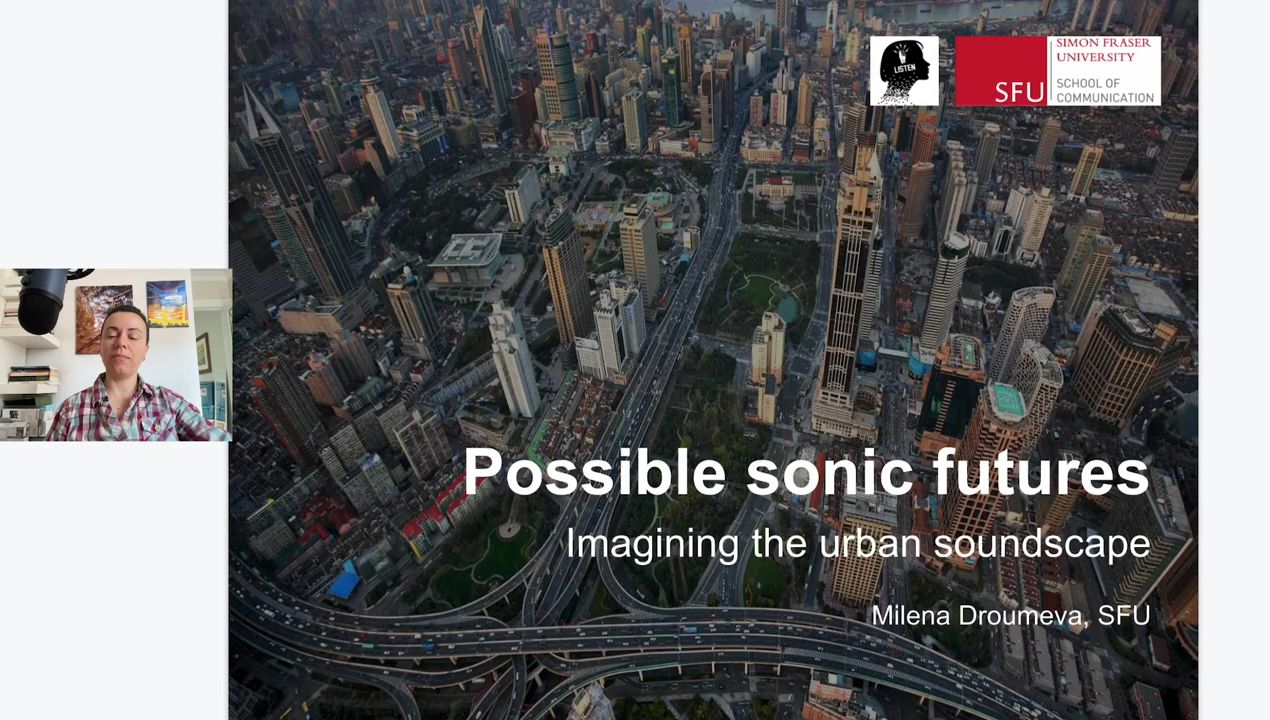 LISTEN
SFU
SIMON FRASER
UNIVERSITY
SCHOOL OF
COMMUNICATION
Possible sonic futures
Imagining the urban soundscape
Milena Droumeva, SFU